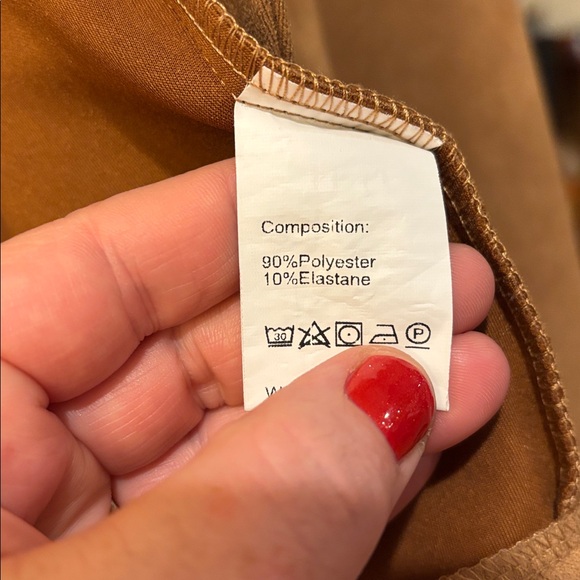 Composition:
90%Polyester
10%Elastane
30
P